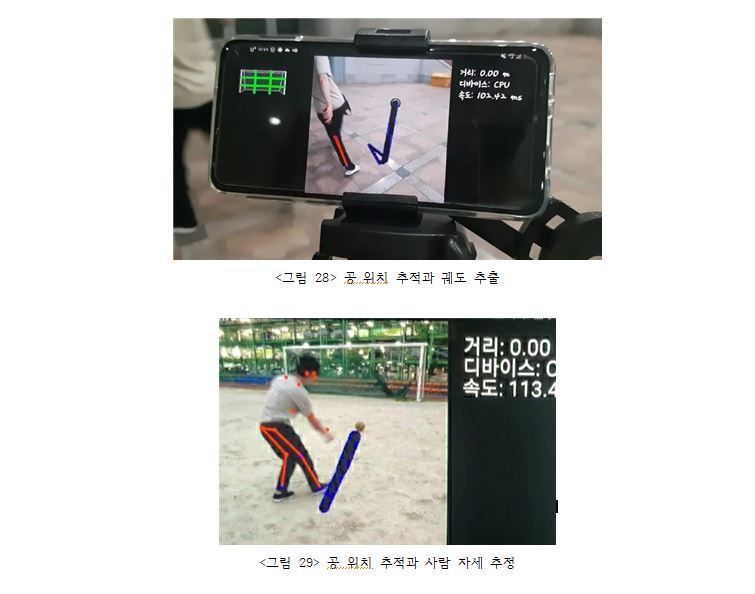 거리: 0.00 m
디바이스: CPU
속도: 102.42 ms
<그림 28> 공 위치 추적과 궤도 추출
거리: 0.00
디바이스: C
속도: 113.4
<그림 29> 공 위치 추적과 사람 자세 추정